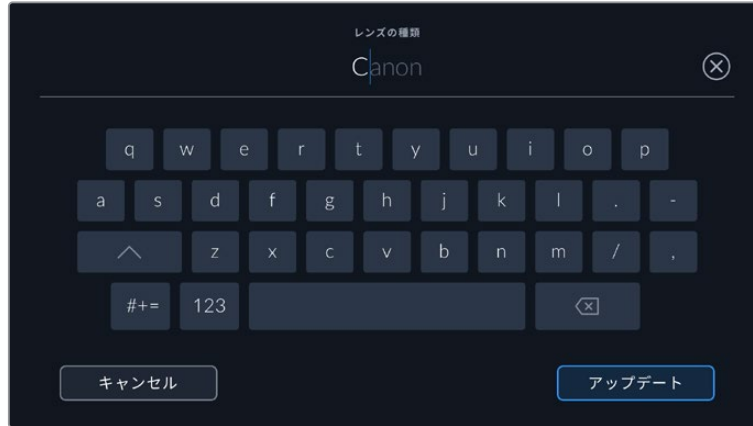 レンズの種類
Canon
q w e r t y u i o p
a s d f g h j k l . -
z x c v b n m / ,
#+= 123
キャンセル アップデート